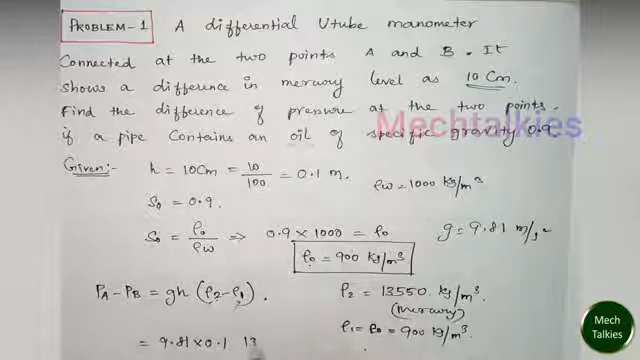 PROBLEM-1 A differential Utube manometer
Connected at the two points A and B. It
shows a difference in mercury level as 10 Cm.
Find the difference of pressure at the two points.
Mechtalkies
if a pipe Contains an oil of specific gravity 0.9.
Given:- h = 10Cm = 10/100 = 0.1 m. ρw = 1000 kg/m³
S₀ = 0.9.
S₀ = ρ₀/ρw ⇒ 0.9 × 1000 = ρ₀ g = 9.81 m/s²
ρ₀ = 900 kg/m³
PA - PB = gh (ρ₂ - ρ₁). ρ₂ = 13550. kg/m³
(Mercury)
ρ₁ = ρ₀ = 900 kg/m³.
= 9.81 × 0.1 13
Mech
Talkies